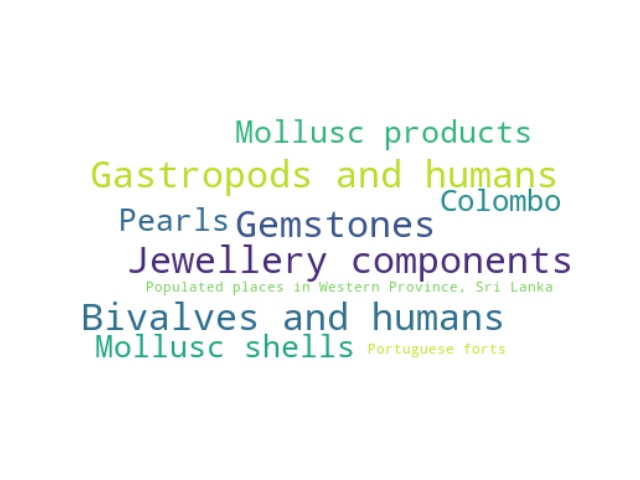 Mollusc products
Gastropods and humans
Colombo
Pearls Gemstones
Jewellery components
Populated places in Western Province, Sri Lanka
Bivalves and humans
Mollusc shells Portuguese forts